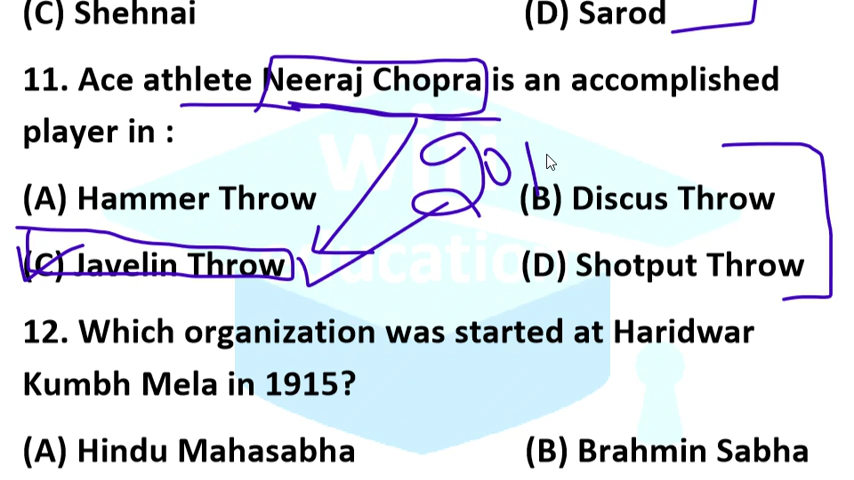 (C) Shehnai (D) Sarod
11. Ace athlete Neeraj Chopra is an accomplished
player in :
gol
(A) Hammer Throw (B) Discus Throw
(C) Javelin Throw (D) Shotput Throw
12. Which organization was started at Haridwar
Kumbh Mela in 1915?
(A) Hindu Mahasabha (B) Brahmin Sabha